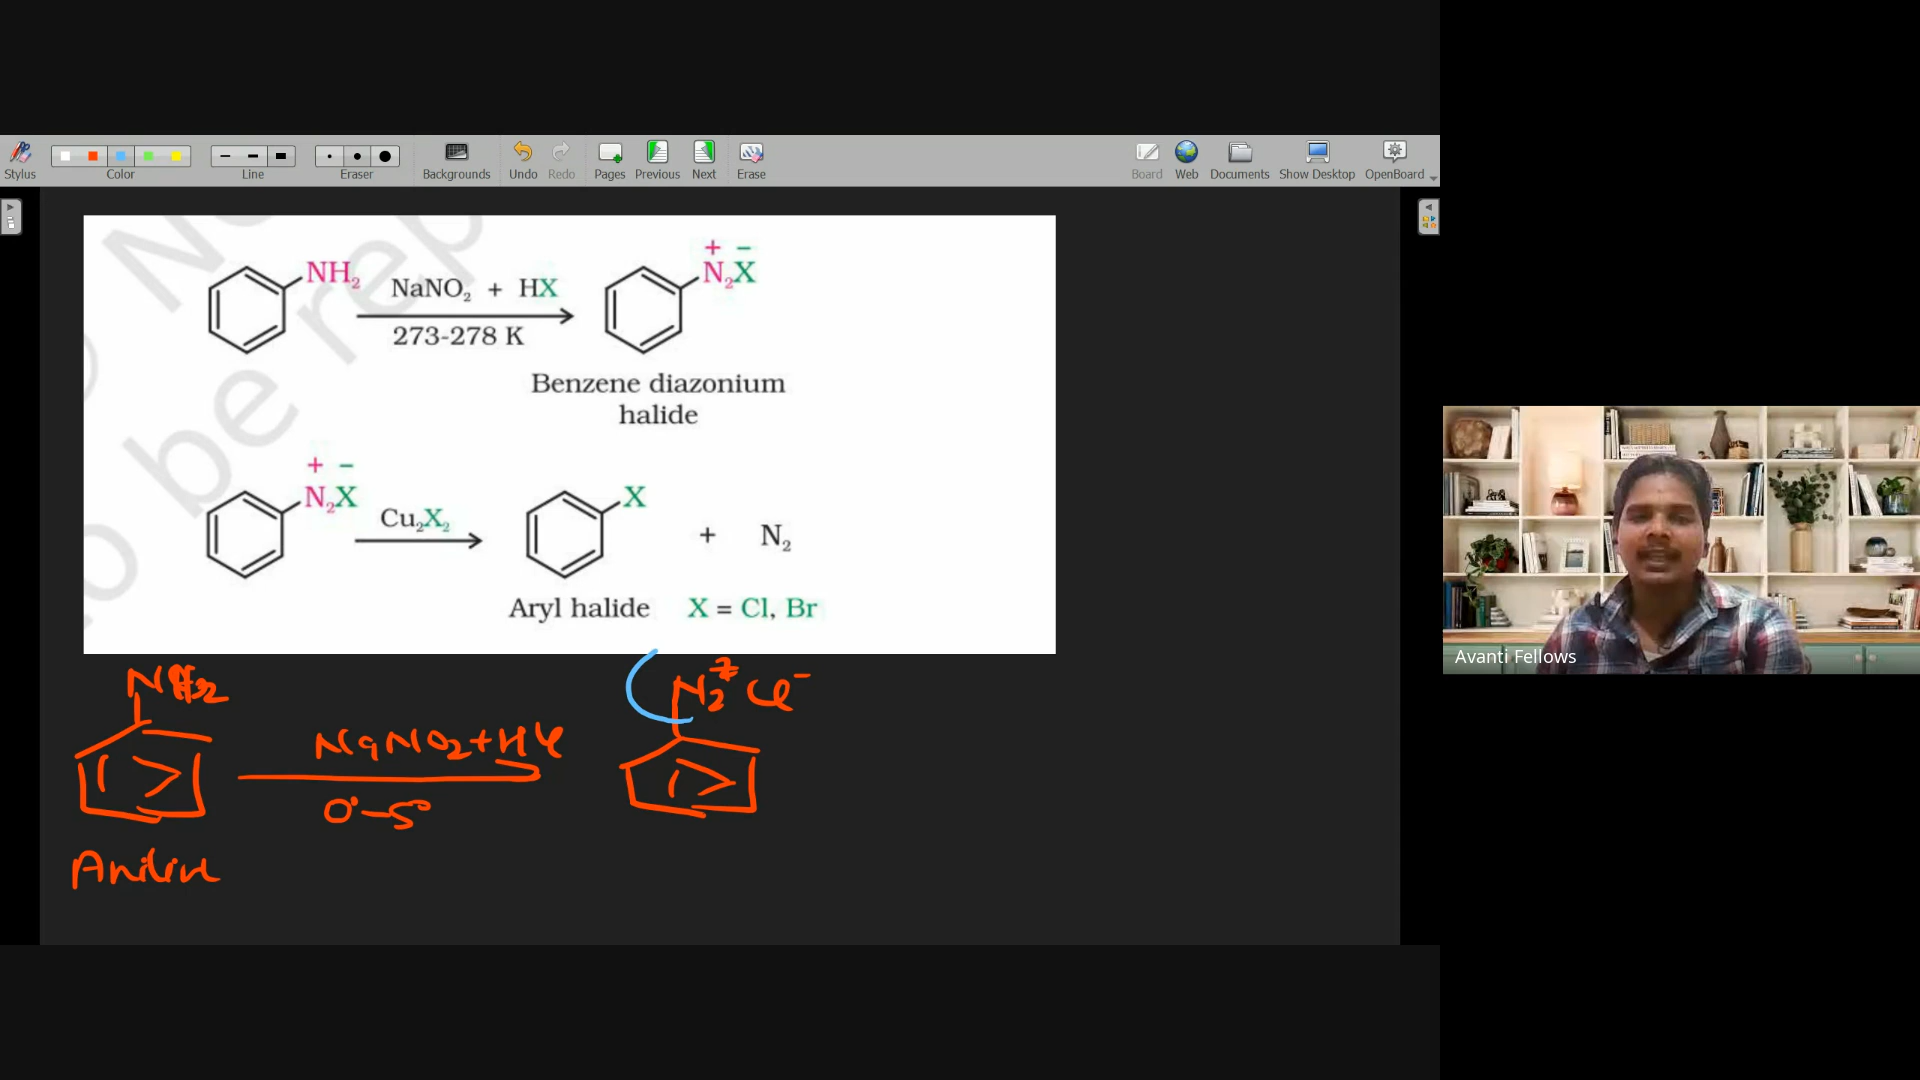 Stylus Color Line Eraser Backgrounds Undo Redo Pages Previous Next Erase Board Web Documents Show Desktop OpenBoard
NH₂
NaNO₂ + HX
273-278 K
+ −
N₂X
Benzene diazonium
halide
+ −
N₂X
Cu₂X₂
X
+ N₂
Aryl halide X = Cl, Br
NH₂
NaNO₂+HCl
0°-5°
N₂⁺ Cl⁻
Aniline
Avanti Fellows